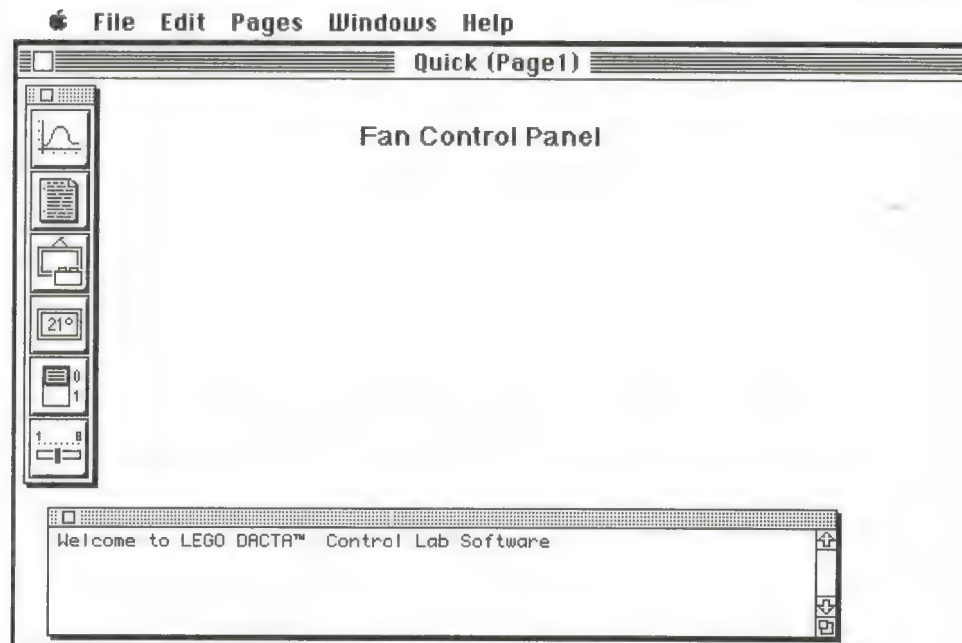 File Edit Pages Windows Help
Quick (Page1)
Fan Control Panel
21°
0
1
1 8
Welcome to LEGO DACTA™ Control Lab Software